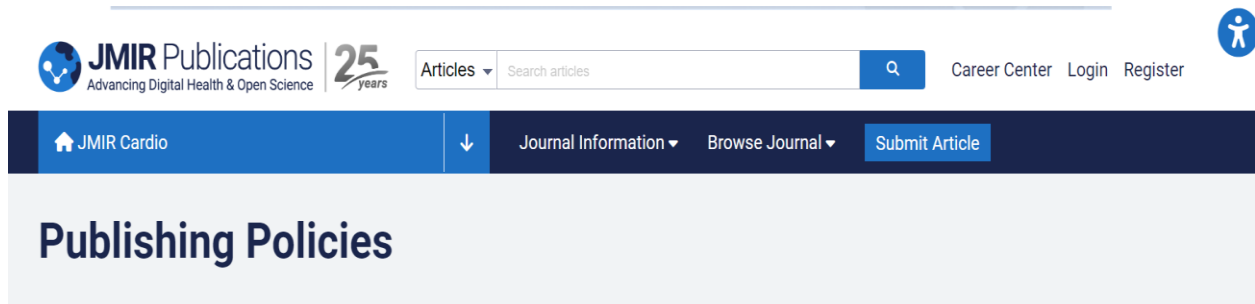 JMIR Publications
Advancing Digital Health & Open Science
25
years
Articles
Search articles
Career Center Login Register
JMIR Cardio
Journal Information
Browse Journal
Submit Article
Publishing Policies